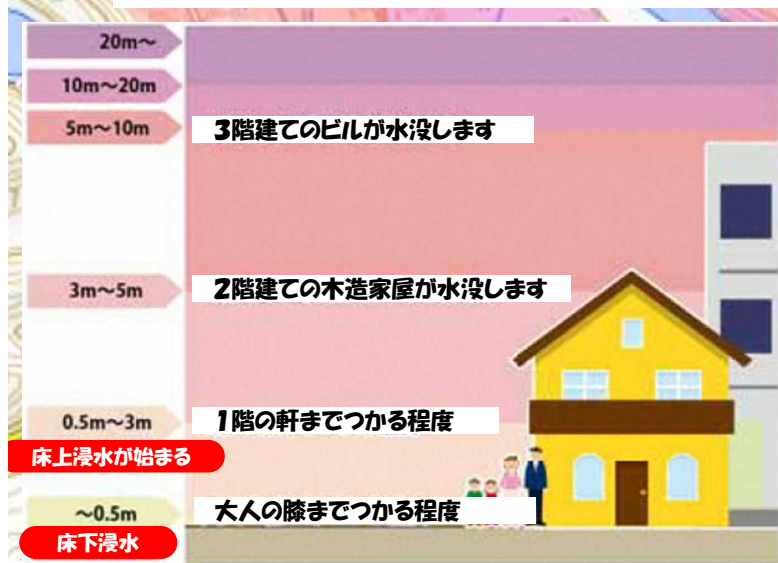 20m～
10m～20m
5m～10m
3階建てのビルが水没します
3m～5m
2階建ての木造家屋が水没します
0.5m～3m
1階の軒までつかる程度
床上浸水が始まる
～0.5m
大人の膝までつかる程度
床下浸水